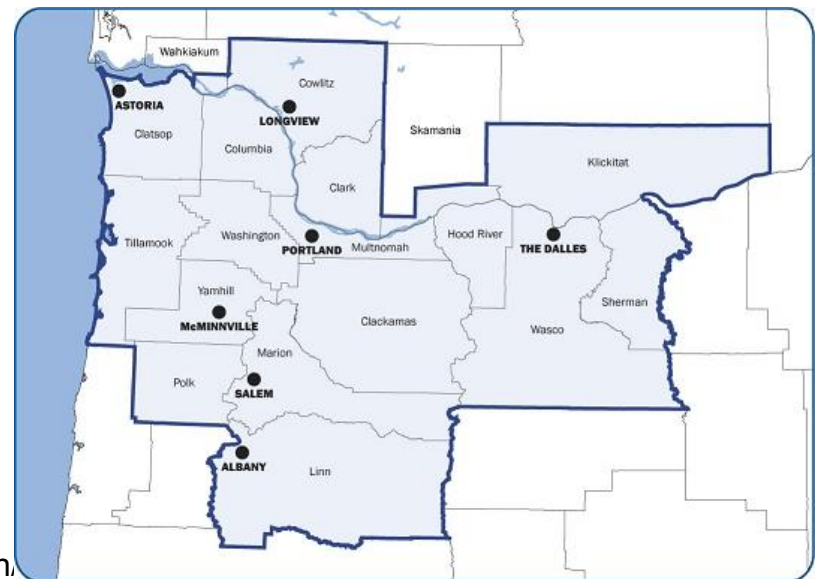 Wahkiakum
Cowlitz
ASTORIA
LONGVIEW
Clatsop
Skamania
Columbia
Klickitat
Clark
Tillamook
Washington
Hood River
PORTLAND
Multnomah
THE DALLES
Yamhill
Sherman
McMINNVILLE
Clackamas
Wasco
Marion
Polk
SALEM
ALBANY
Linn